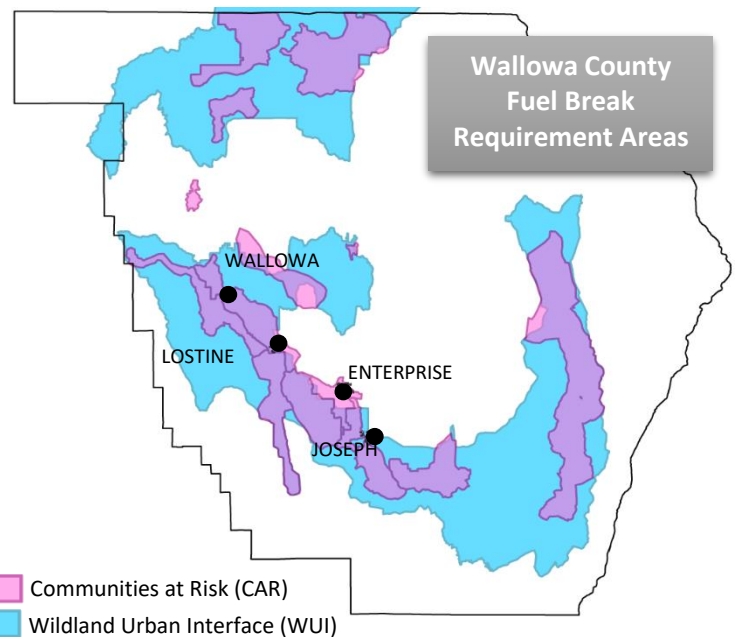 Wallowa County
Fuel Break
Requirement Areas
WALLOWA
LOSTINE
ENTERPRISE
JOSEPH
Communities at Risk (CAR)
Wildland Urban Interface (WUI)